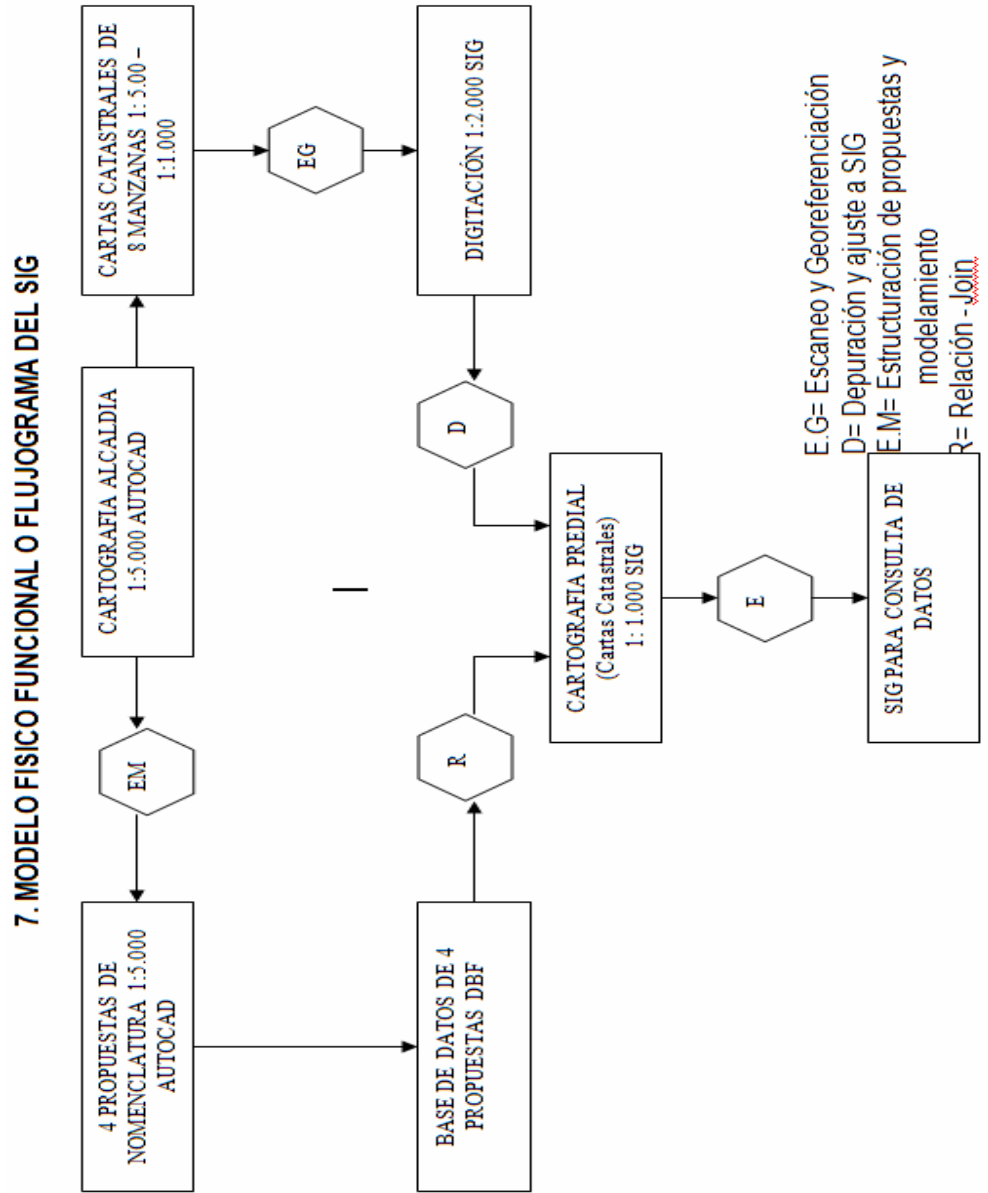 7. MODELO FISICO FUNCIONAL O FLUJOGRAMA DEL SIG
4 PROPUESTAS DE
NOMENCLATURA 1:5.000
AUTOCAD
EM
CARTOGRAFIA ALCALDIA
1:5.000 AUTOCAD
CARTAS CATASTRALES DE
8 MANZANAS 1: 5.00 –
1:1.000
EG
BASE DE DATOS DE 4
PROPUESTAS DBF
R
D
DIGITACIÓN 1:2.000 SIG
CARTOGRAFIA PREDIAL
(Cartas Catastrales)
1: 1.000 SIG
E
SIG PARA CONSULTA DE
DATOS
E.G= Escaneo y Georeferenciación
D= Depuración y ajuste a SIG
E.M= Estructuración de propuestas y
modelamiento
R= Relación -Join